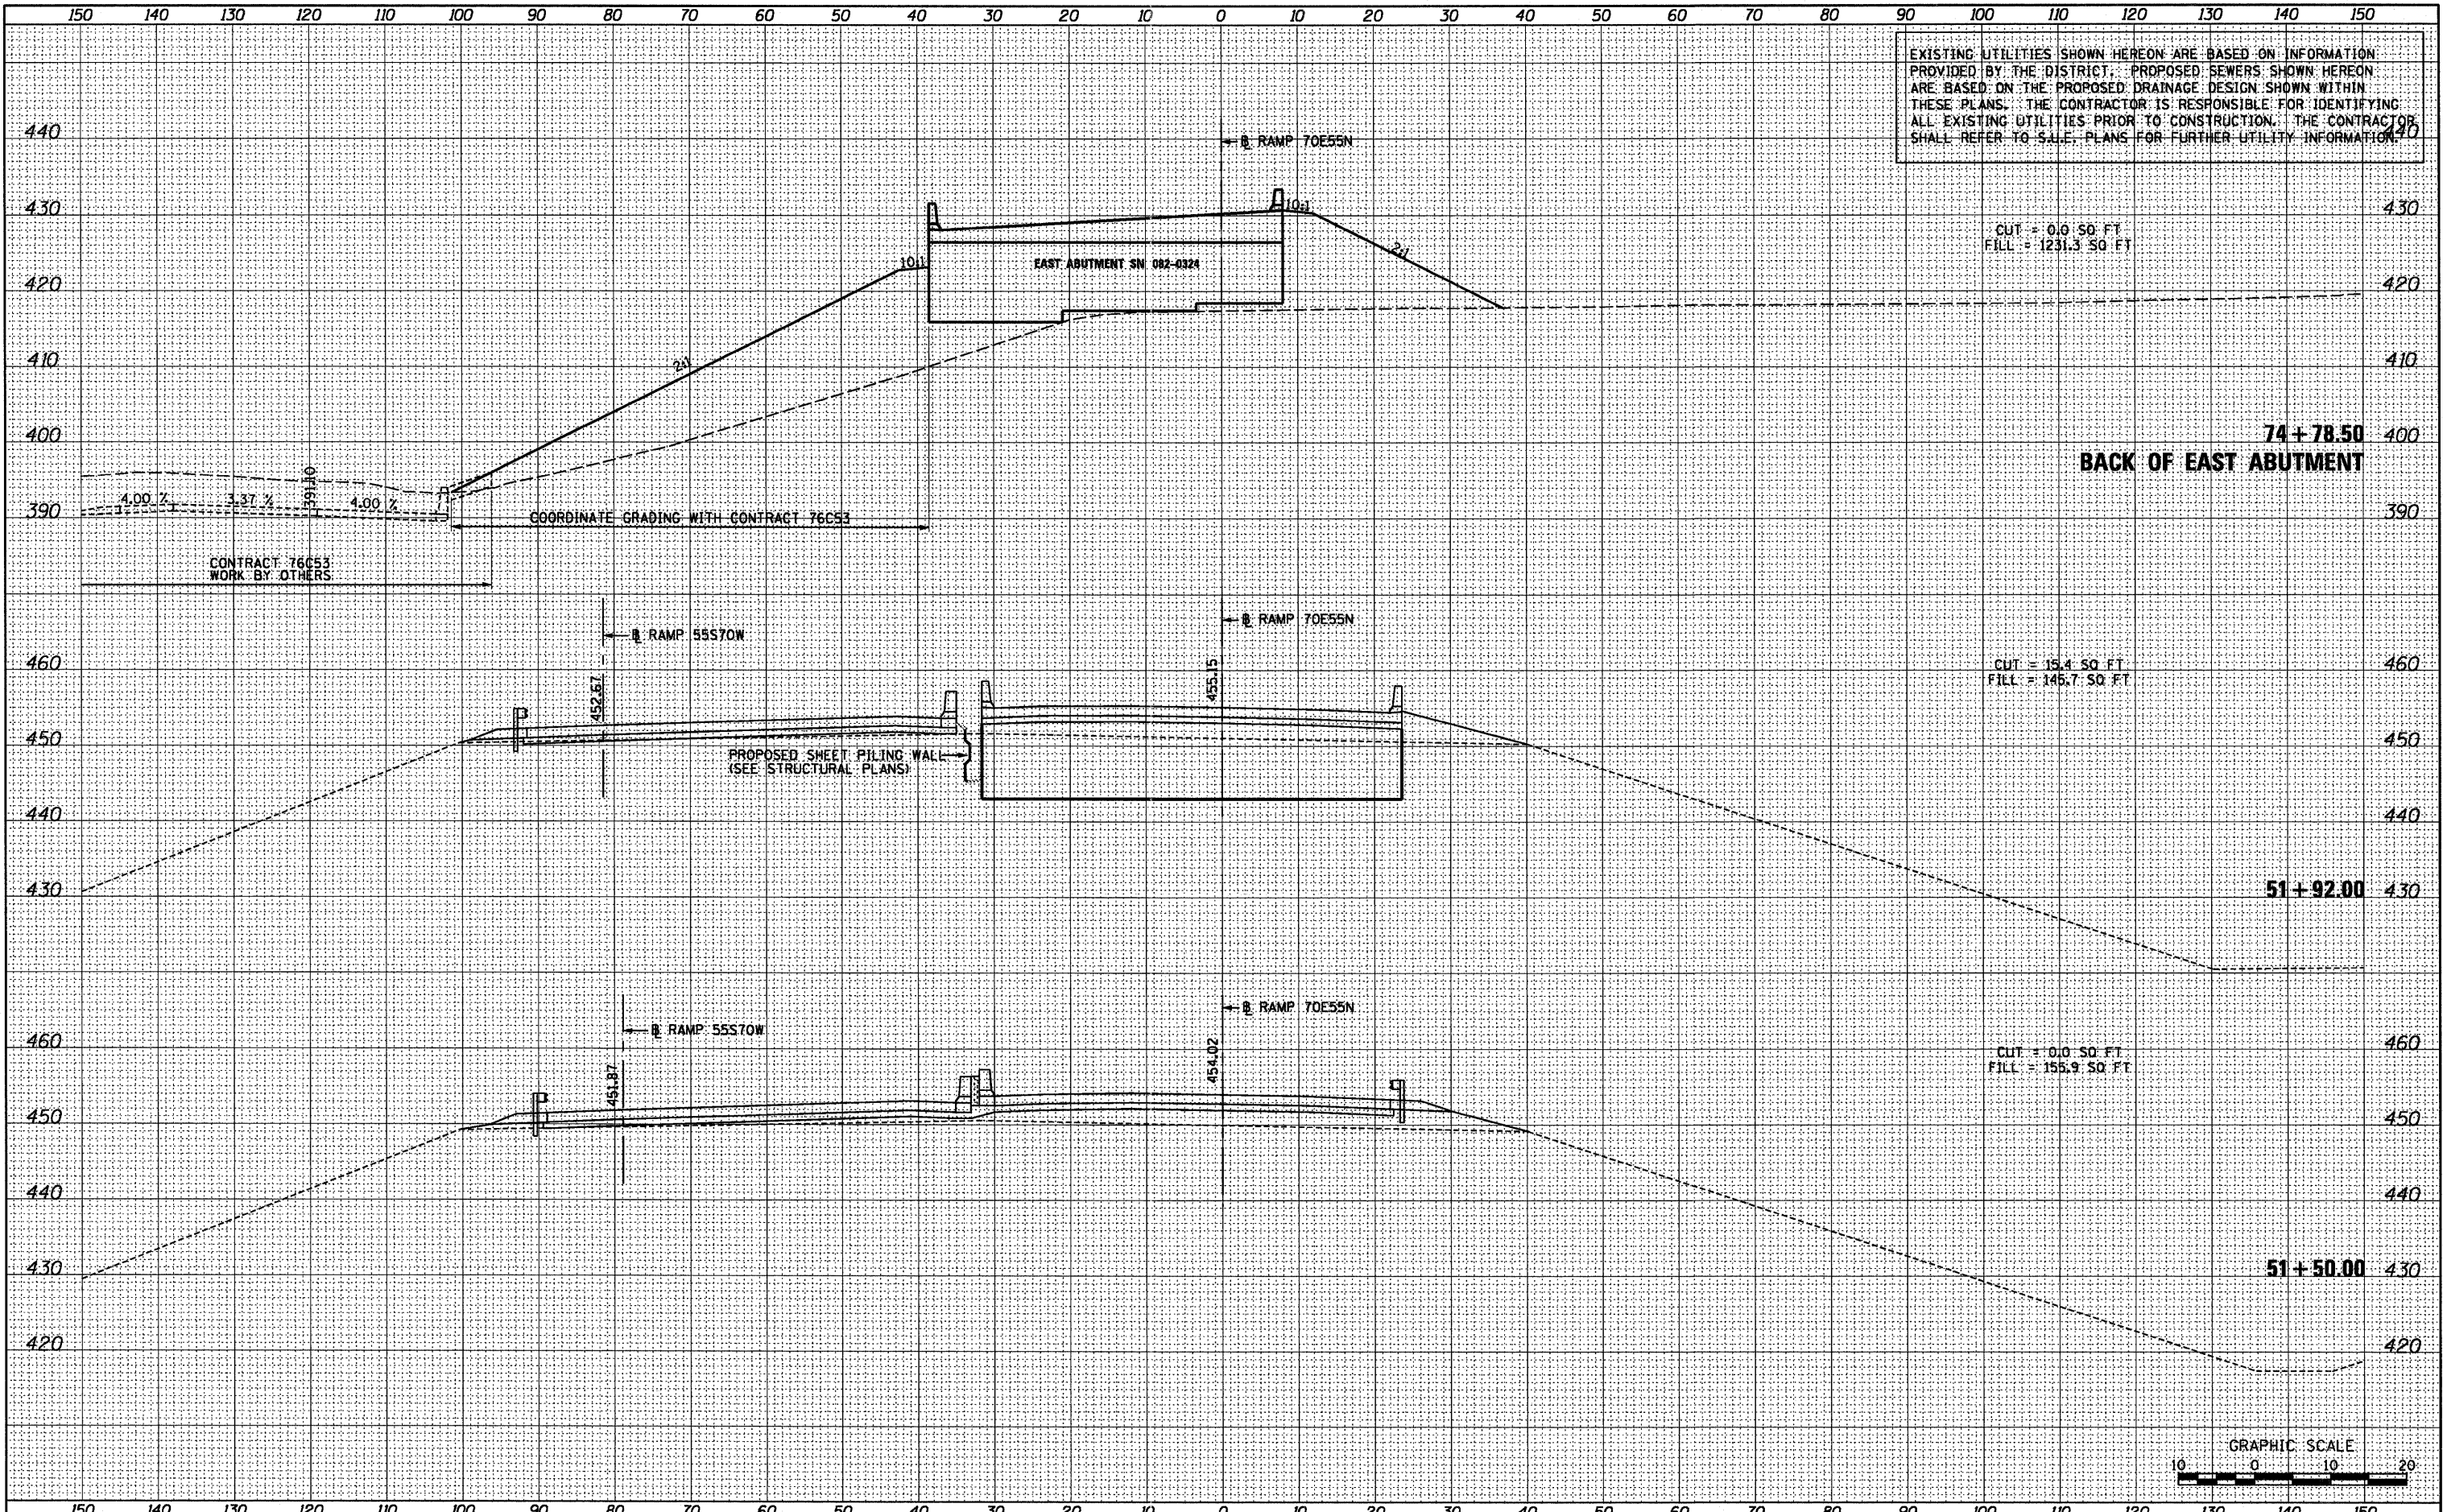 150 140 130 120 110 100 90 80 70 60 50 40 30 20 10 0 10 20 30 40 50 60 70 80 90 100 110 120 130 140 150
EXISTING UTILITIES SHOWN HEREON ARE BASED ON INFORMATION
PROVIDED BY THE DISTRICT. PROPOSED SEWERS SHOWN HEREON
ARE BASED ON THE PROPOSED DRAINAGE DESIGN SHOWN WITHIN
THESE PLANS. THE CONTRACTOR IS RESPONSIBLE FOR IDENTIFYING
ALL EXISTING UTILITIES PRIOR TO CONSTRUCTION. THE CONTRACTOR
SHALL REFER TO S.U.E. PLANS FOR FURTHER UTILITY INFORMATION.
440 440
℄ RAMP 70E55N
430 10:1 430
CUT = 0.0 SQ FT
FILL = 1231.3 SQ FT
2:1
10:1 EAST ABUTMENT SN 082-0324
420 420
410 410
2:1
400 74+78.50 400
BACK OF EAST ABUTMENT
391.10
4.00 % 3.37 % 4.00 %
390 390
COORDINATE GRADING WITH CONTRACT 76C53
CONTRACT 76C53
WORK BY OTHERS
℄ RAMP 70E55N
℄ RAMP 55S70W
460 460
CUT = 15.4 SQ FT
FILL = 145.7 SQ FT
452.67 455.15
450 450
PROPOSED SHEET PILING WALL
(SEE STRUCTURAL PLANS)
440 440
430 51+92.00 430
℄ RAMP 70E55N
℄ RAMP 55S70W
460 460
CUT = 0.0 SQ FT
FILL = 155.9 SQ FT
451.87 454.02
450 450
440 440
430 51+50.00 430
420 420
GRAPHIC SCALE
10 0 10 20
150 140 130 120 110 100 90 80 70 60 50 40 30 20 10 0 10 20 30 40 50 60 70 80 90 100 110 120 130 140 150